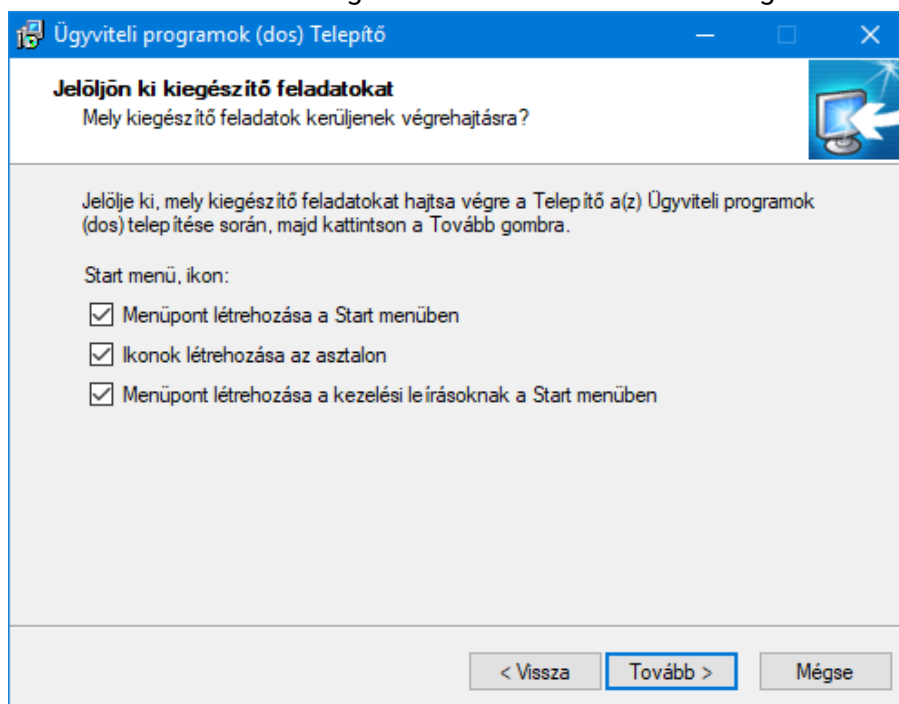 Ügyviteli programok (dos) Telepítő
Jelöljön ki kiegészítő feladatokat
Mely kiegészítő feladatok kerüljenek végrehajtásra?
Jelölje ki, mely kiegészítő feladatokat hajtsa végre a Telepítő a(z) Ügyviteli programok
(dos) telepítése során, majd kattintson a Tovább gombra.
Start menü, ikon:
Menüpont létrehozása a Start menüben
Ikonok létrehozása az asztalon
Menüpont létrehozása a kezelési leírásoknak a Start menüben
< Vissza
Tovább >
Mégse